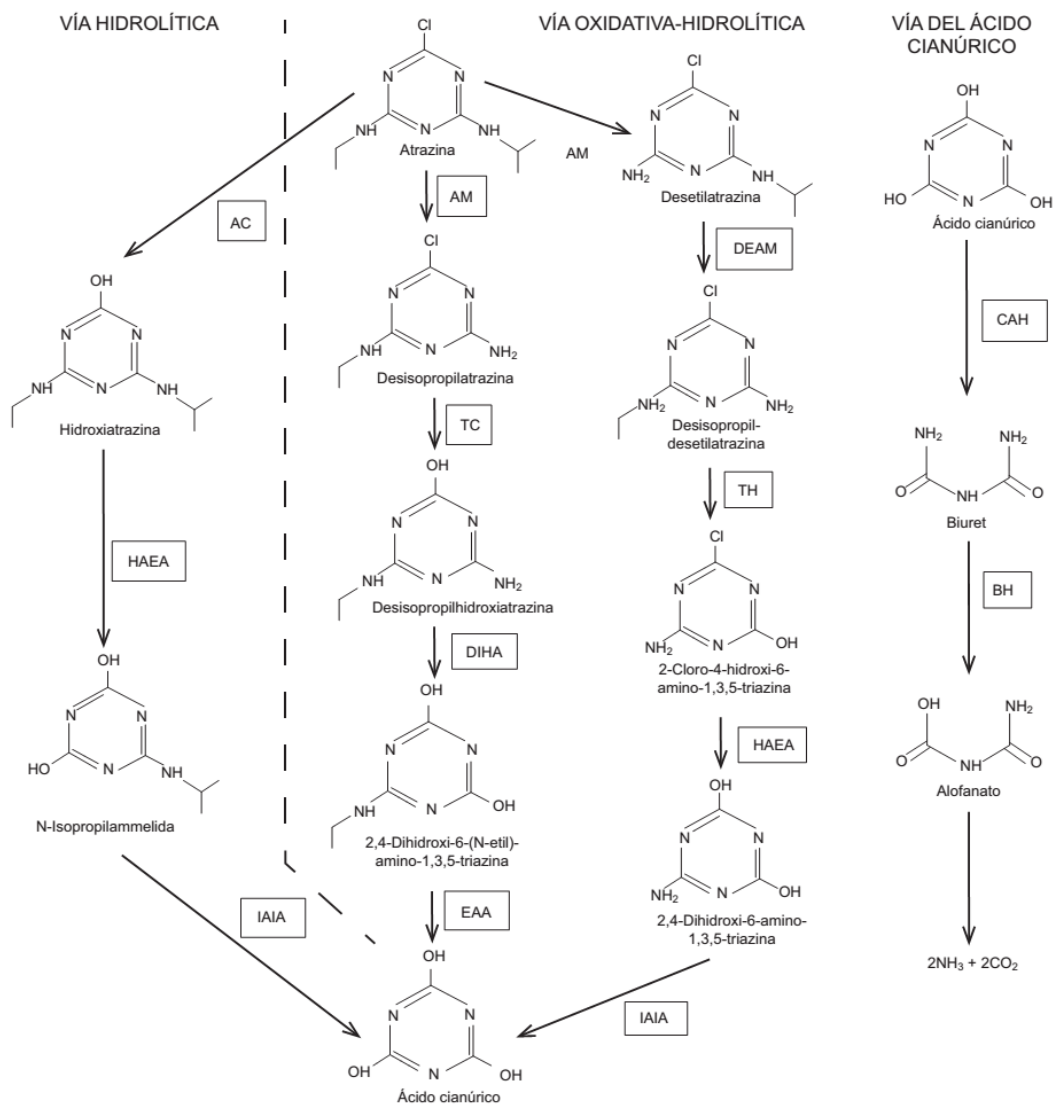 VÍA HIDROLÍTICA
VÍA OXIDATIVA-HIDROLÍTICA
VÍA DEL ÁCIDO
CIANÚRICO
Cl
N
N
N
NH
NH
Atrazina
AC
AM
AM
Cl
N
N
N
NH2
NH
Desetilatrazina
DEAM
OH
N
N
N
HO
OH
Ácido cianúrico
CAH
OH
N
N
N
NH
NH
Hidroxiatrazina
HAEA
Cl
N
N
N
NH
NH2
Desisopropilatrazina
TC
Cl
N
N
N
NH2
NH2
Desisopropil-
desetilatrazina
TH
NH2
NH2
O
NH
O
Biuret
BH
OH
N
N
N
NH
NH2
Desisopropilhidroxiatrazina
DIHA
Cl
N
N
N
NH2
OH
2-Cloro-4-hidroxi-6-
amino-1,3,5-triazina
HAEA
OH
N
N
N
HO
NH
N-Isopropilammelida
IAIA
OH
N
N
N
NH
OH
2,4-Dihidroxi-6-(N-etil)-
amino-1,3,5-triazina
EAA
OH
N
N
N
NH2
OH
2,4-Dihidroxi-6-amino-
1,3,5-triazina
IAIA
OH
NH2
O
NH
O
Alofanato
2NH3 + 2CO2
OH
N
N
N
OH
OH
Ácido cianúrico